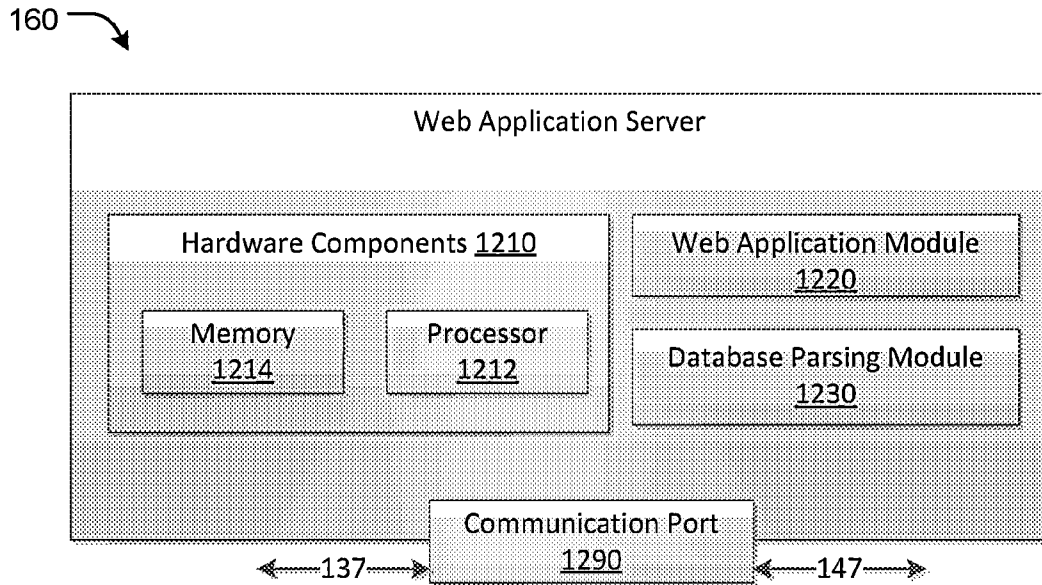 160
Web Application Server
Hardware Components 1210
Memory
1214
Processor
1212
Web Application Module
1220
Database Parsing Module
1230
Communication Port
1290
137
147